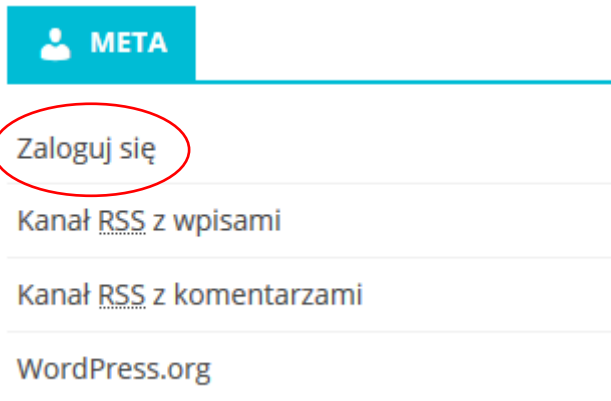 META
Zaloguj się
Kanał RSS z wpisami
Kanał RSS z komentarzami
WordPress.org